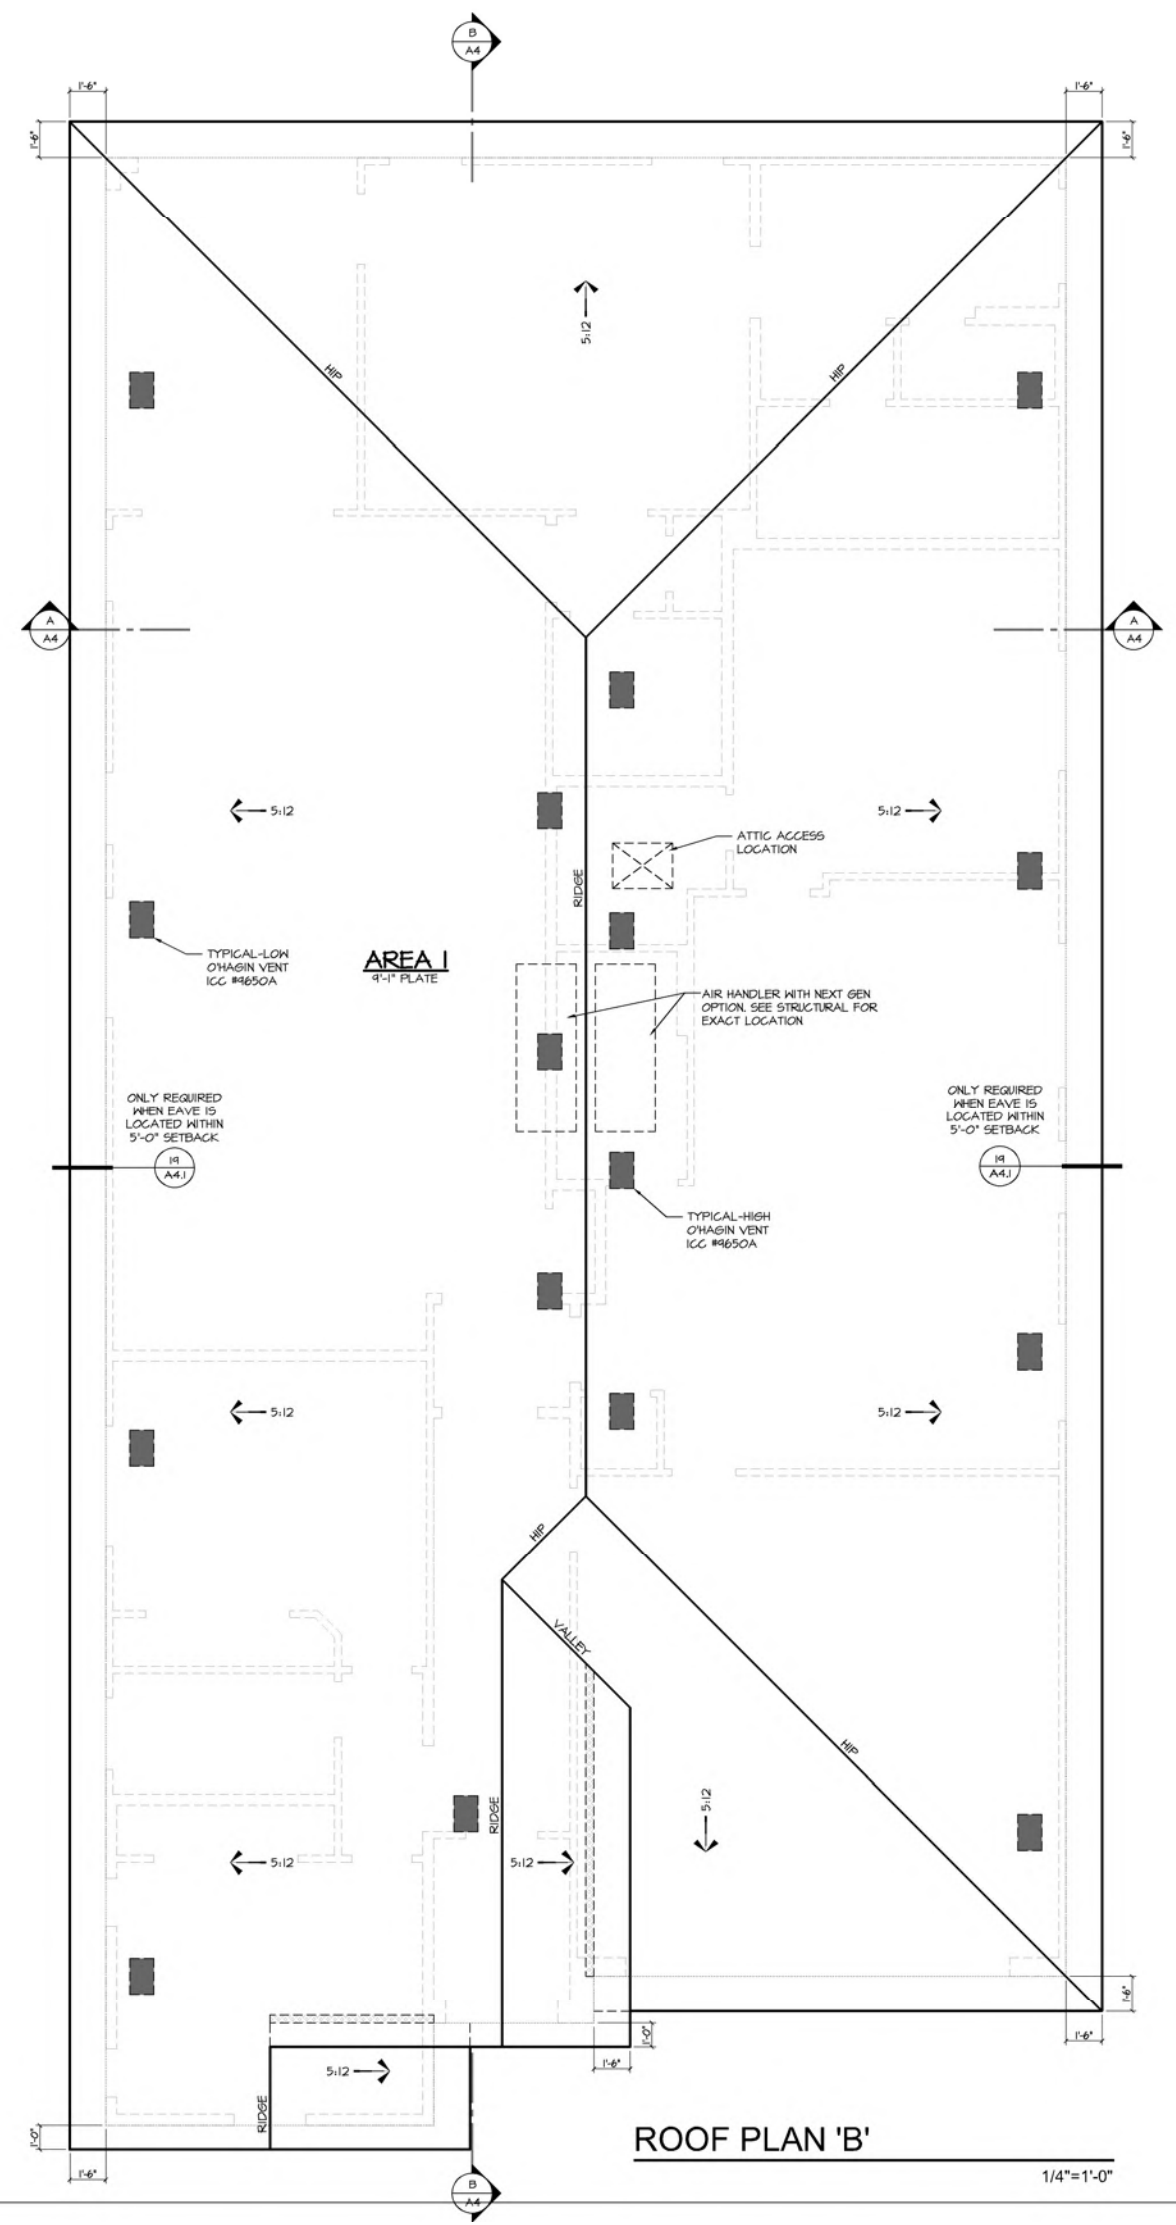 B
A4
1'-6"
1'-6"
1'-6"
1'-6"
5:12
HIP
HIP
A
A4
A
A4
5:12
5:12
ATTIC ACCESS
LOCATION
RIDGE
TYPICAL-LOW
O'HAGIN VENT
ICC #9650A
AREA 1
9'-1" PLATE
AIR HANDLER WITH NEXT GEN
OPTION. SEE STRUCTURAL FOR
EXACT LOCATION
ONLY REQUIRED
WHEN EAVE IS
LOCATED WITHIN
5'-0" SETBACK
19
A4.1
ONLY REQUIRED
WHEN EAVE IS
LOCATED WITHIN
5'-0" SETBACK
19
A4.1
TYPICAL-HIGH
O'HAGIN VENT
ICC #9650A
5:12
5:12
HIP
VALLEY
HIP
RIDGE
5:12
5:12
5:12
1'-6"
1'-6"
1'-0"
1'-6"
5:12
RIDGE
1'-0"
1'-6"
ROOF PLAN 'B'
1/4"=1'-0"
B
A4